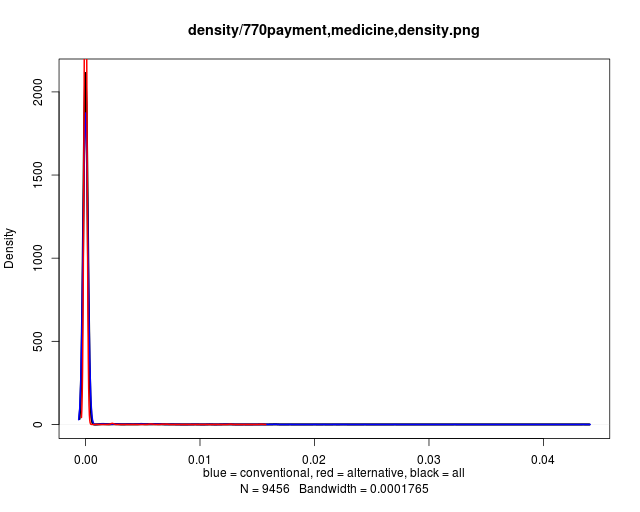 density/770payment,medicine,density.png
2000
1500
1000
500
0
Density
0.00 0.01 0.02 0.03 0.04
blue = conventional, red = alternative, black = all
N = 9456 Bandwidth = 0.0001765